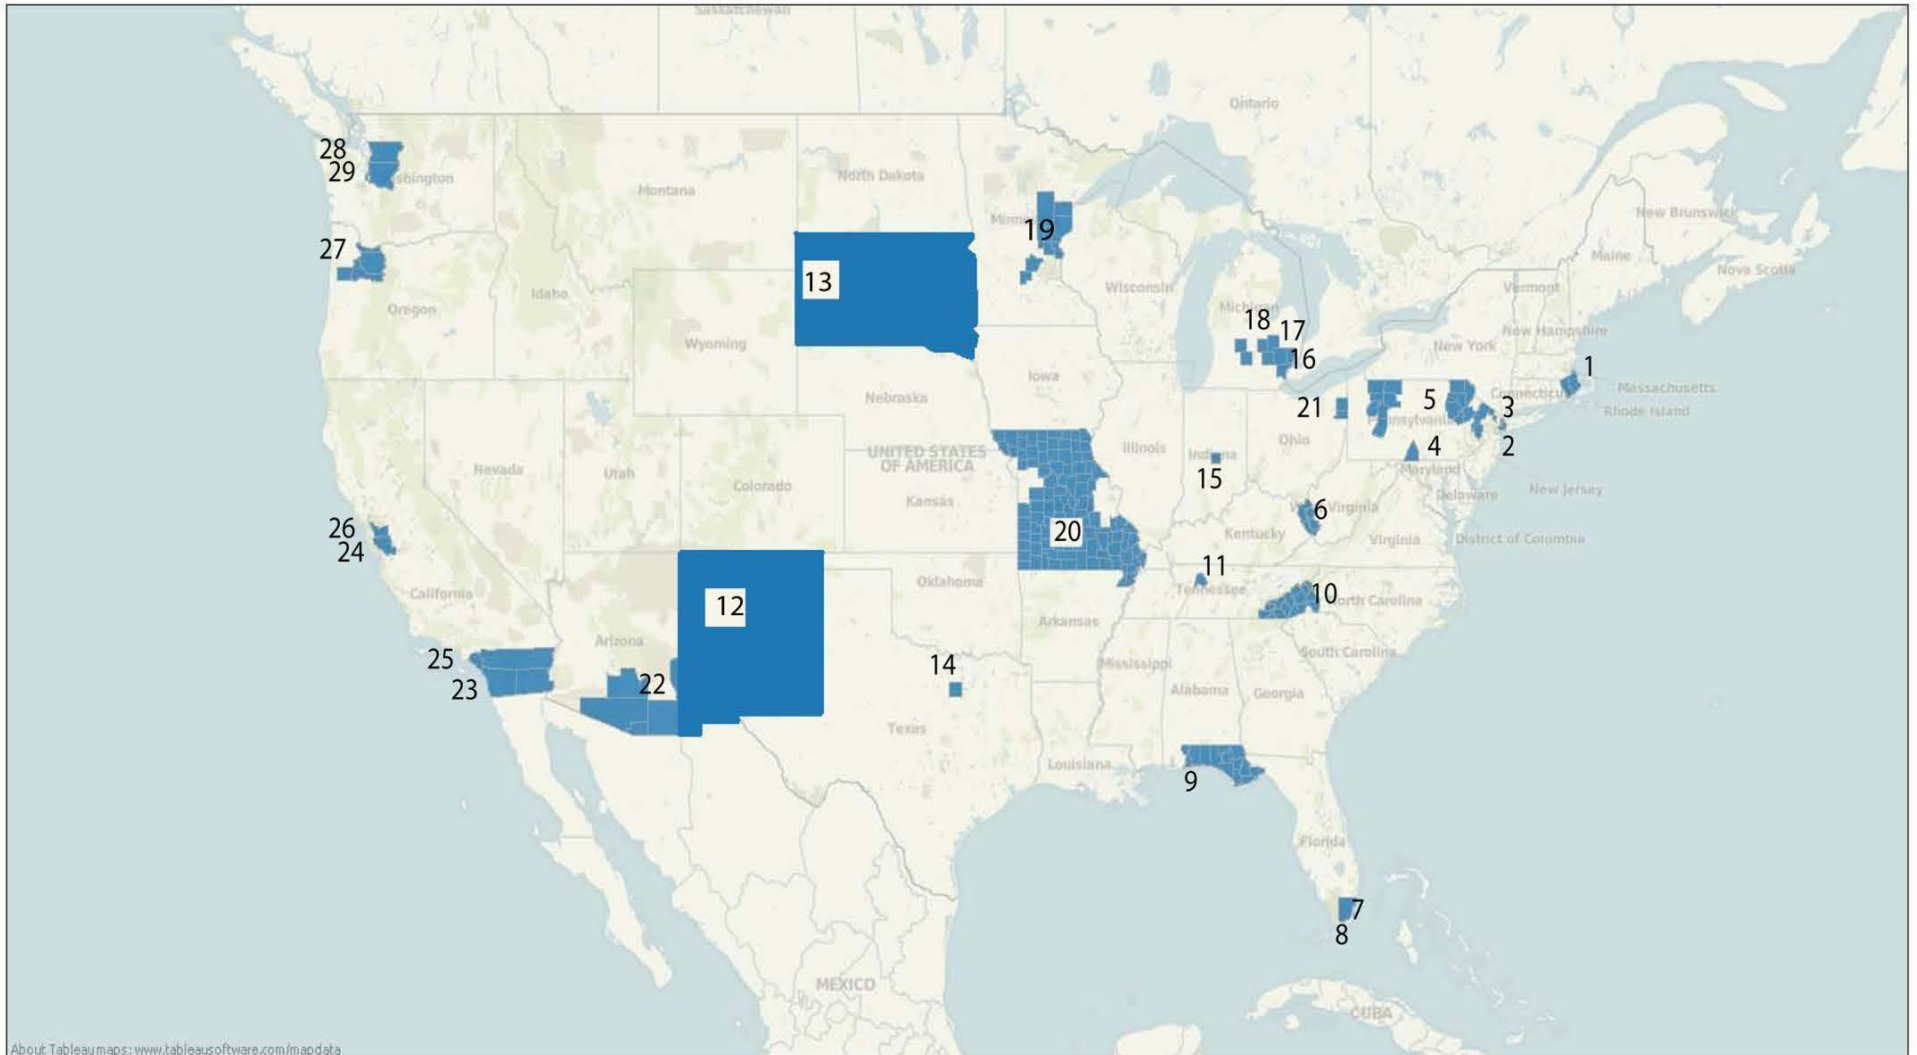 Saskatchewan
Ontario
28
29
shington
Montana
North Dakota
Minne
19
New Brunswick
Maine
Nova Scotia
27
Oregon
Idaho
13
Wyoming
Wisconsin
Michigan
18
17
16
Vermont
New Hampshire
New York
1
Iowa
Nebraska
Connecticu
Massachusetts
Rhode Island
21
5
3
Pennsylvania
4
2
Nevada
Utah
Colorado
UNITED STATES
OF AMERICA
Kansas
Illinois
Indiana
15
Ohio
Maryland
Delaware
New Jersey
26
24
20
6
W Virginia
Kentucky
Virginia
District of Columbia
California
Oklahoma
11
Tennessee
10
orth Carolina
12
Arizona
Arkansas
South Carolina
25
23
22
14
Mississippi
Alabama
Georgia
Texas
Louisiana
9
Florida
7
8
MEXICO
CUBA
About Tableau maps: www.tableausoftware.com/mapdata